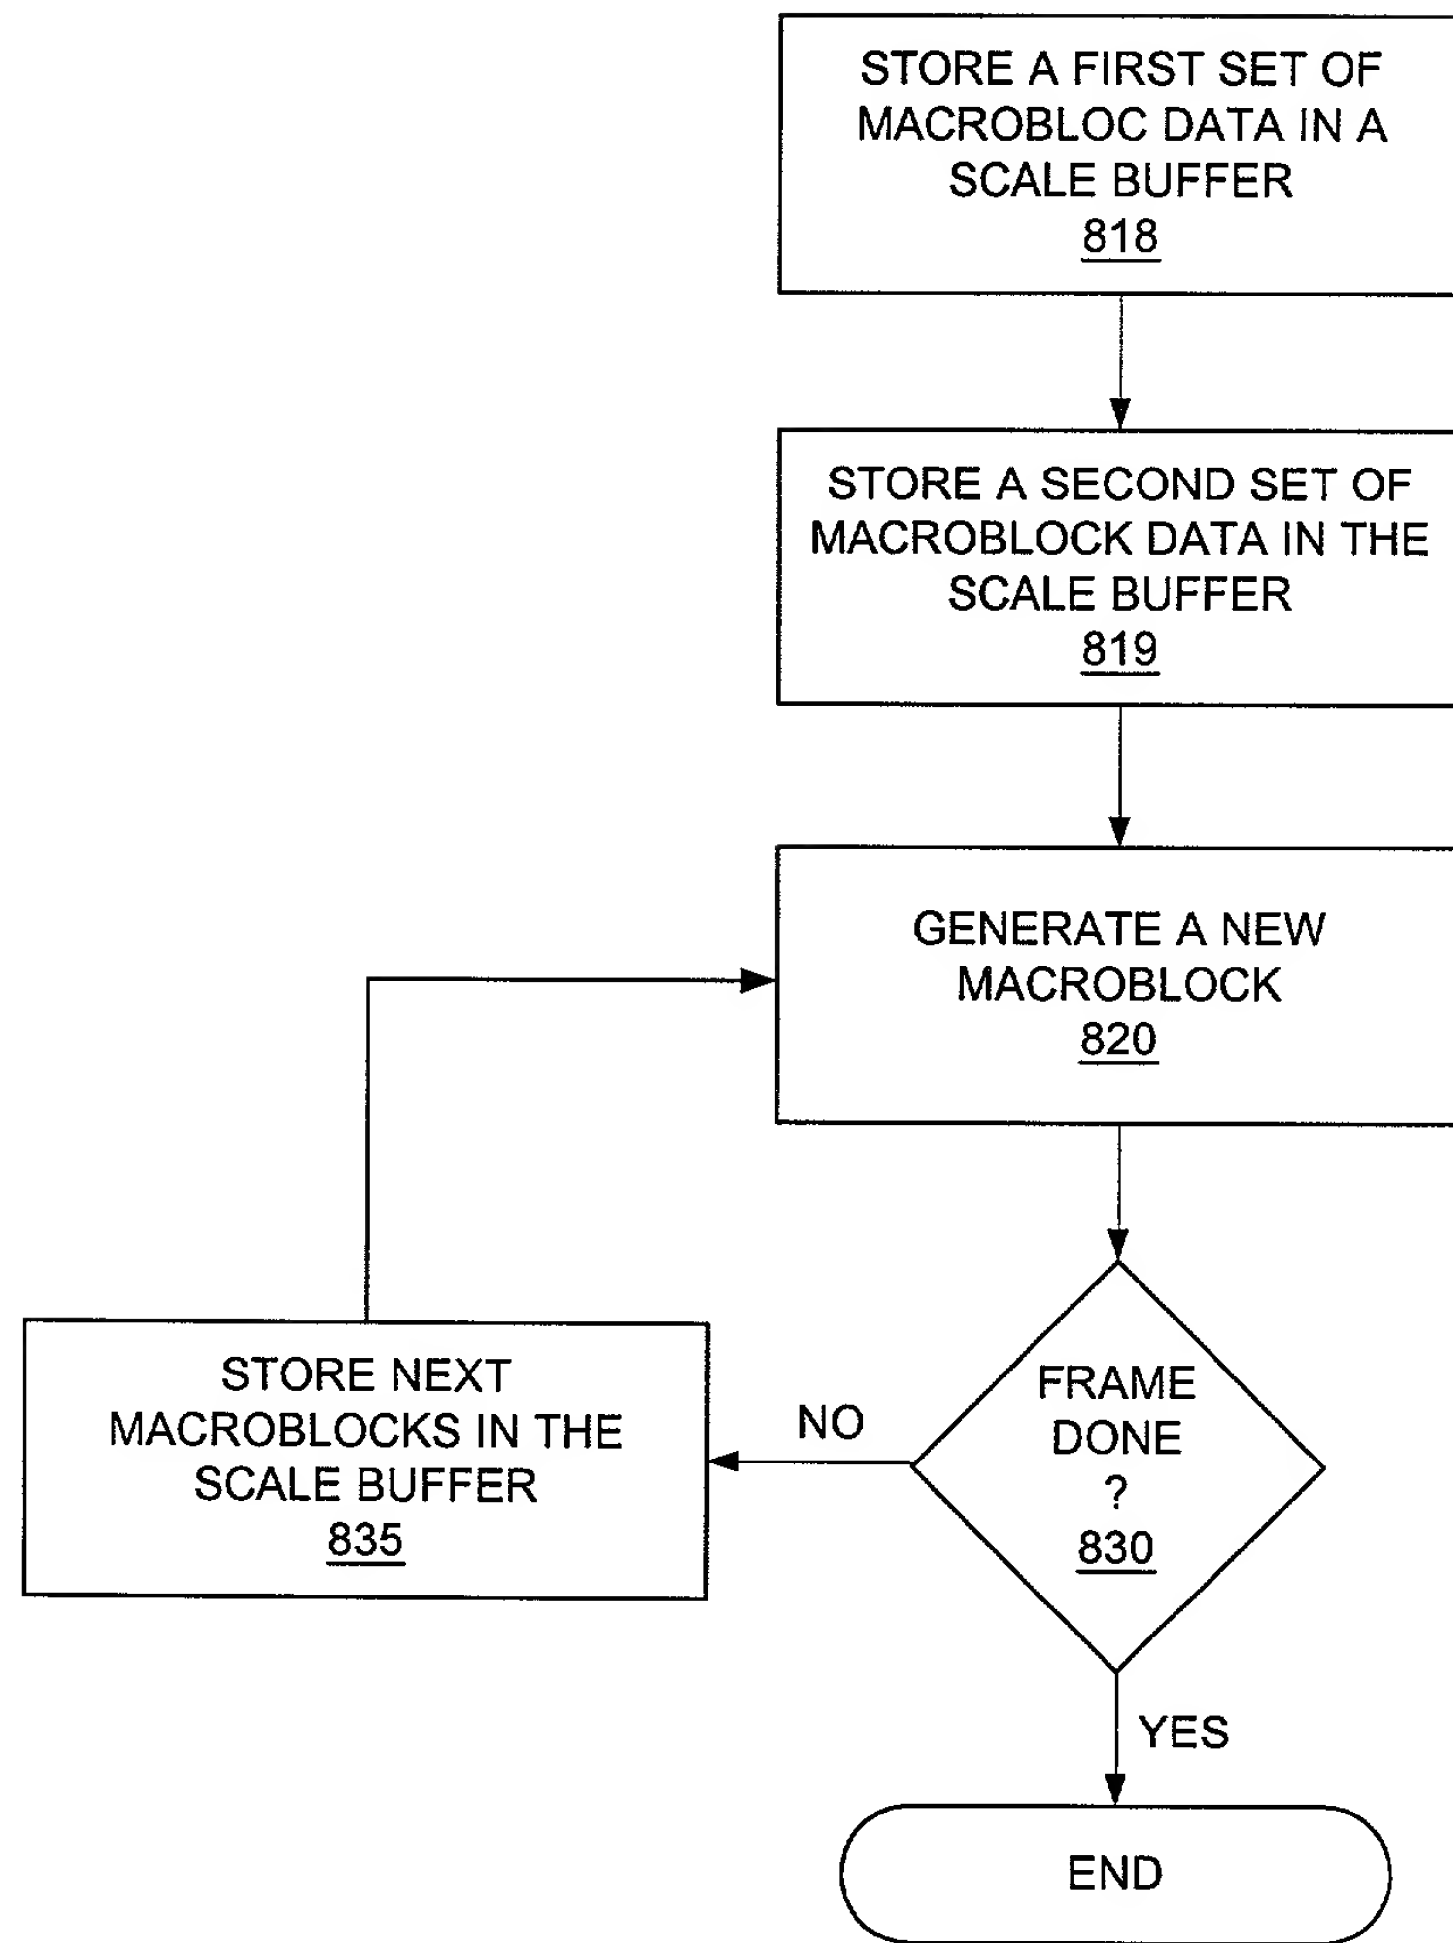 STORE A FIRST SET OF
MACROBLOC DATA IN A
SCALE BUFFER
818
STORE A SECOND SET OF
MACROBLOCK DATA IN THE
SCALE BUFFER
819
GENERATE A NEW
MACROBLOCK
820
FRAME
DONE
?
830
NO
STORE NEXT
MACROBLOCKS IN THE
SCALE BUFFER
835
YES
END